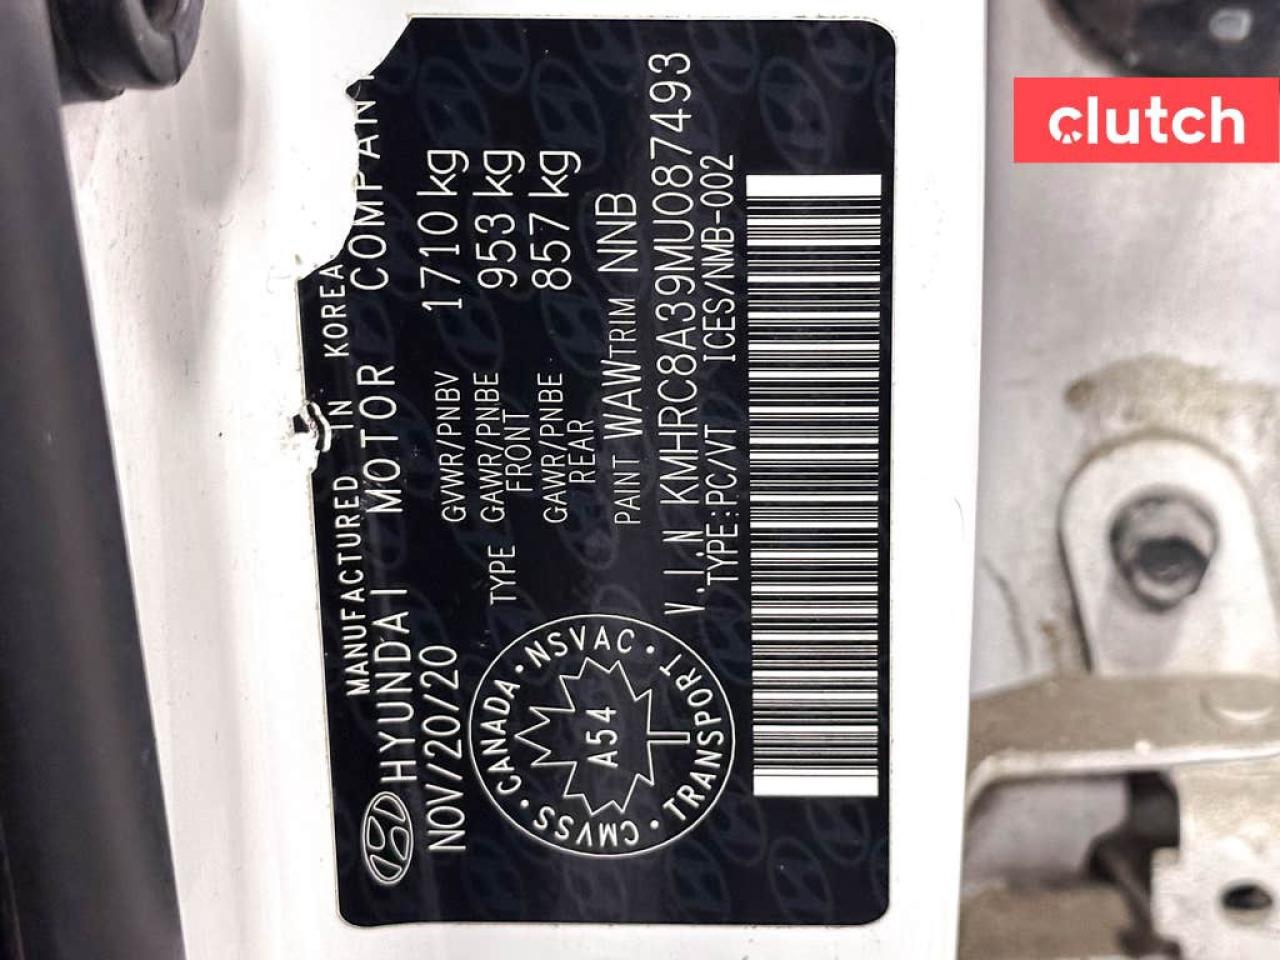 clutch
MANUFACTURED IN KOREA
HYUNDAI MOTOR COMPANY
NOV/20/20
GVWR/PNBV 1710 kg
TYPE GAWR/PNBE 953 kg
FRONT
GAWR/PNBE 857 kg
REAR
PAINT WAW TRIM NNB
V.I.N KMHRC8A39MU087493
TYPE:PC/VT ICES/NMB-002
CMVSS • CANADA • NSVAC • TRANSPORT •
A54